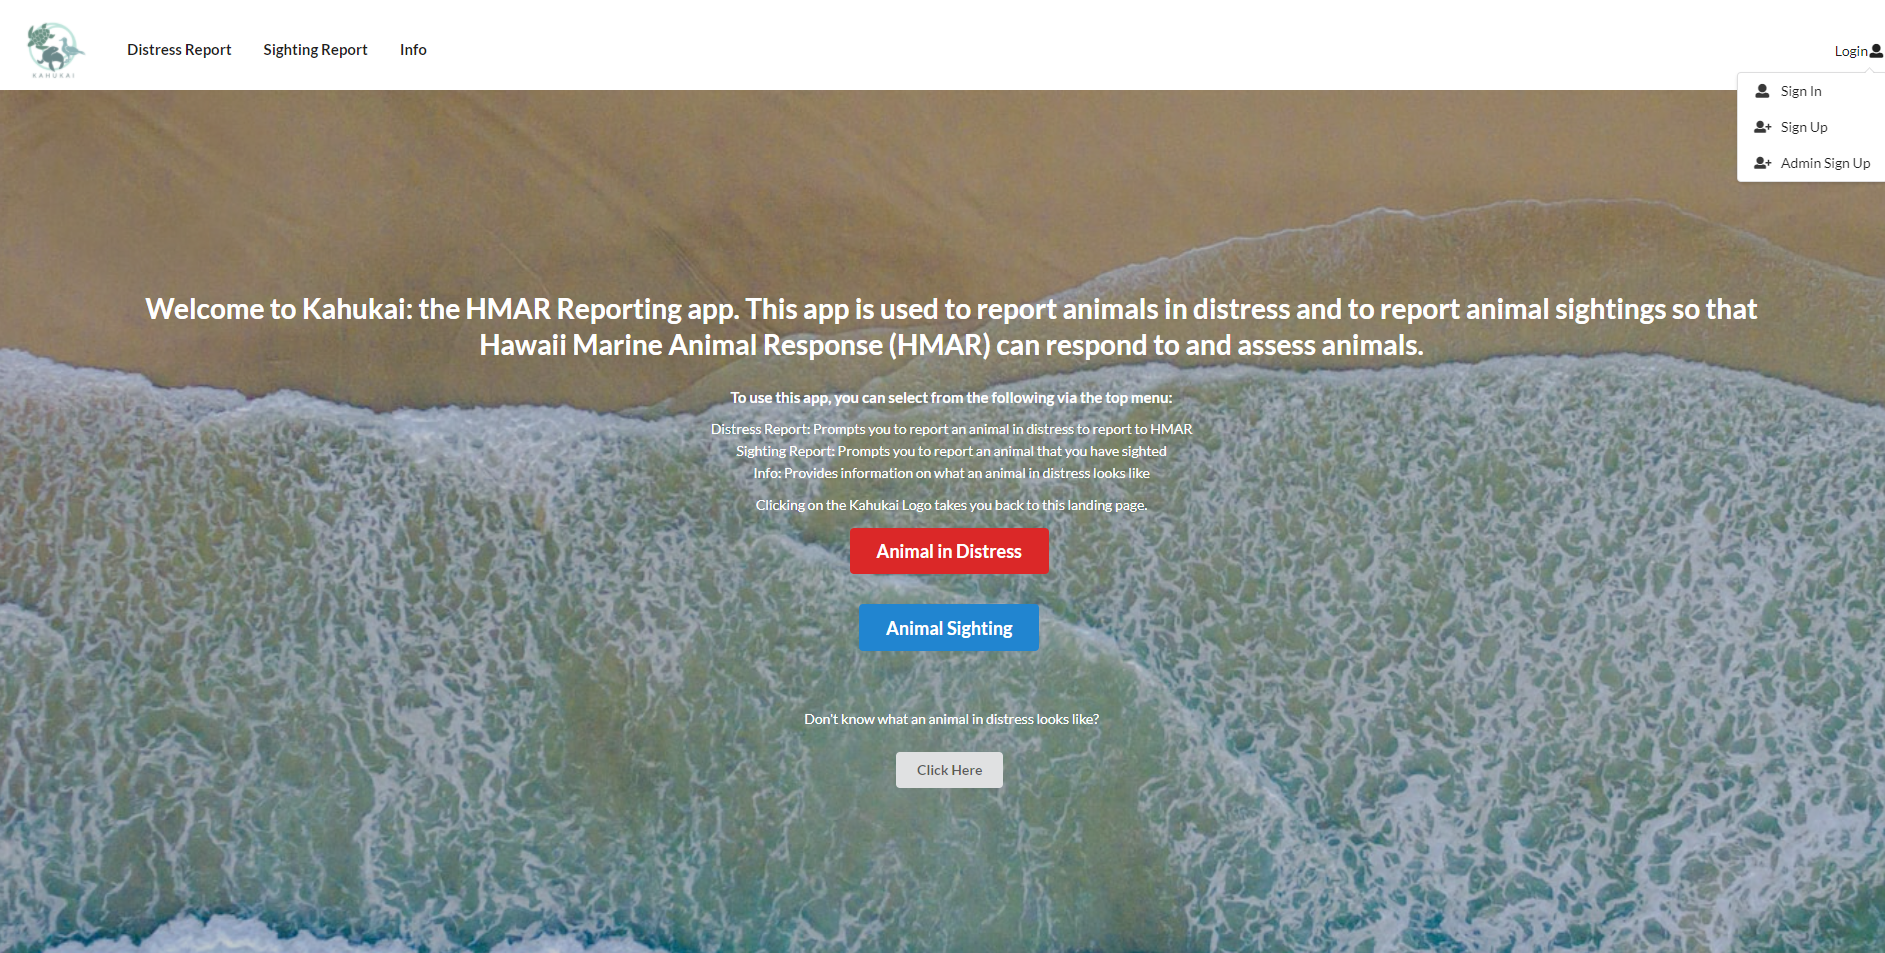 KAHUKAI
Distress Report
Sighting Report
Info
Login
Sign In
Sign Up
Admin Sign Up
Welcome to Kahukai: the HMAR Reporting app. This app is used to report animals in distress and to report animal sightings so that
Hawaii Marine Animal Response (HMAR) can respond to and assess animals.
To use this app, you can select from the following via the top menu:
Distress Report: Prompts you to report an animal in distress to report to HMAR
Sighting Report: Prompts you to report an animal that you have sighted
Info: Provides information on what an animal in distress looks like
Clicking on the Kahukai Logo takes you back to this landing page.
Animal in Distress
Animal Sighting
Don't know what an animal in distress looks like?
Click Here